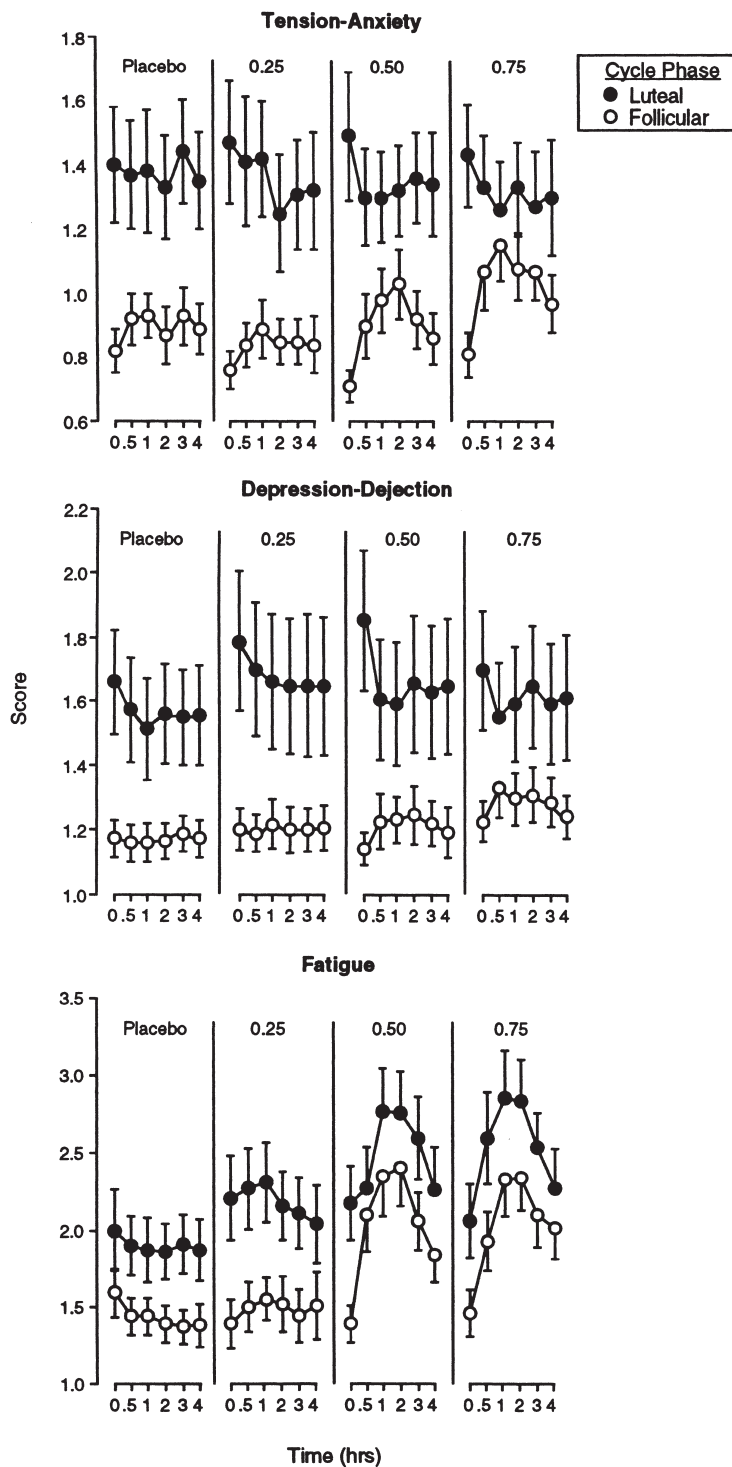 Tension-Anxiety
1.8
Placebo 0.25 0.50 0.75
Cycle Phase
Luteal
Follicular
1.6
1.4
1.2
1.0
0.8
0.6
0 .5 1 2 3 4 0 .5 1 2 3 4 0 .5 1 2 3 4 0 .5 1 2 3 4
Depression-Dejection
2.2
Placebo 0.25 0.50 0.75
2.0
1.8
1.6
1.4
1.2
1.0
Score
0 .5 1 2 3 4 0 .5 1 2 3 4 0 .5 1 2 3 4 0 .5 1 2 3 4
Fatigue
3.5
Placebo 0.25 0.50 0.75
3.0
2.5
2.0
1.5
1.0
0 .5 1 2 3 4 0 .5 1 2 3 4 0 .5 1 2 3 4 0 .5 1 2 3 4
Time (hrs)